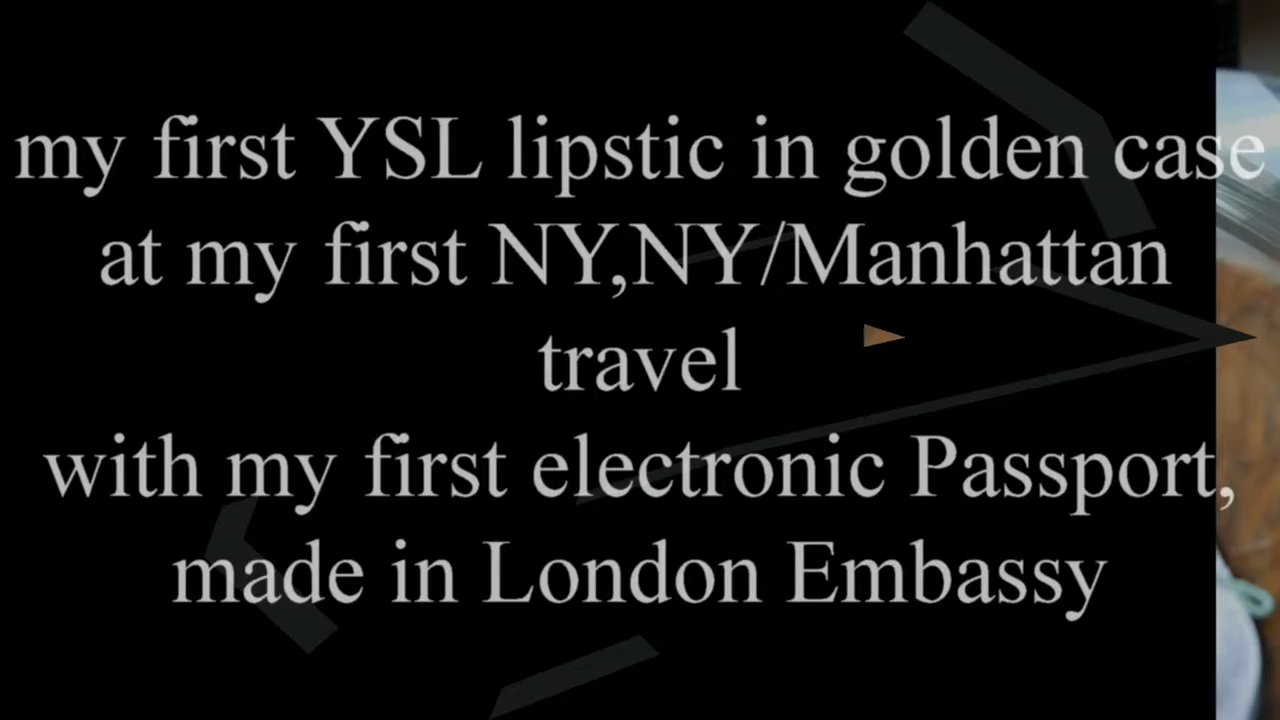 my first YSL lipstic in golden case
at my first NY,NY/Manhattan
travel
with my first electronic Passport,
made in London Embassy